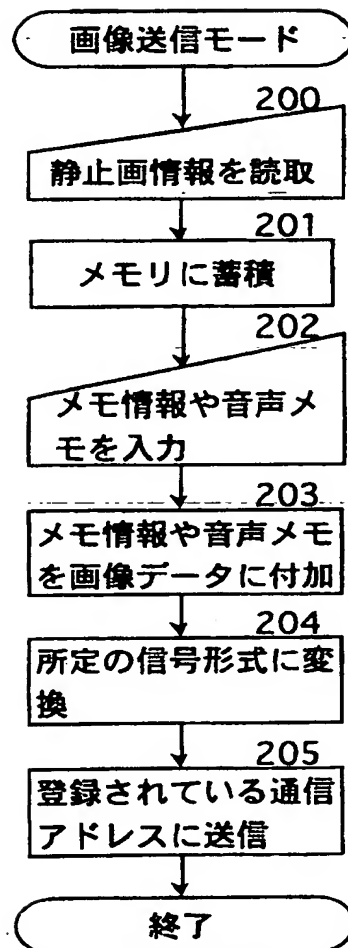 画像送信モード
200
静止画情報を読取
201
メモリに蓄積
202
メモ情報や音声メ
モを入力
203
メモ情報や音声メモ
を画像データに付加
204
所定の信号形式に変
換
205
登録されている通信
アドレスに送信
終了